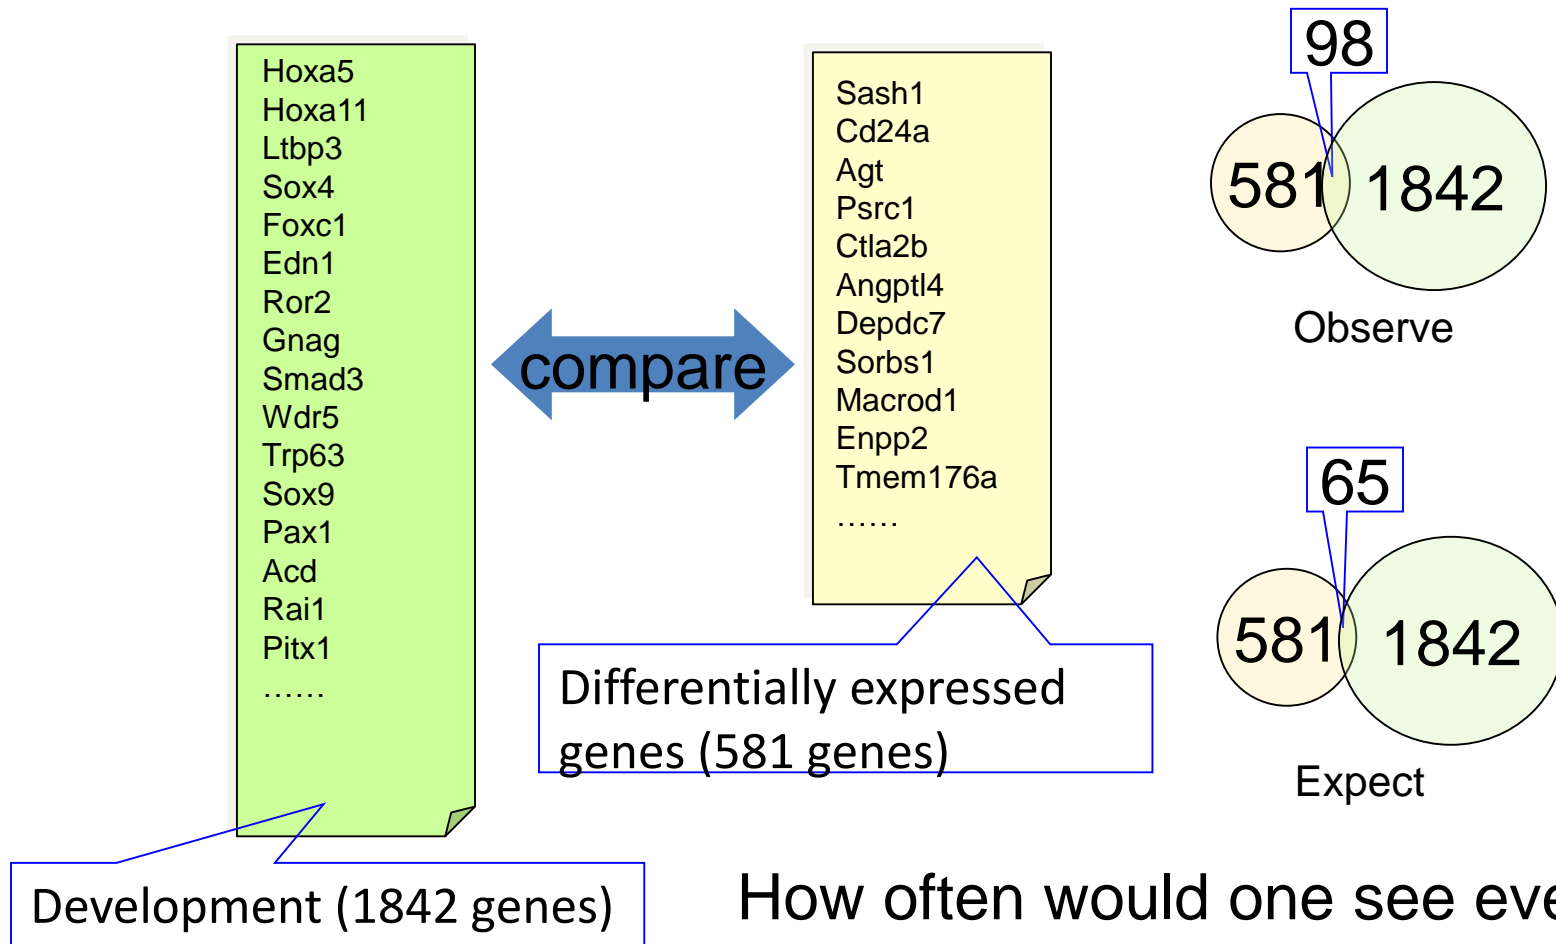 Hoxa5
Hoxa11
Ltbp3
Sox4
Foxc1
Edn1
Ror2
Gnag
Smad3
Wdr5
Trp63
Sox9
Pax1
Acd
Rai1
Pitx1
……
Development (1842 genes)
compare
Sash1
Cd24a
Agt
Psrc1
Ctla2b
Angptl4
Depdc7
Sorbs1
Macrod1
Enpp2
Tmem176a
……
Differentially expressed
genes (581 genes)
98
581 1842
Observe
65
581 1842
Expect
How often would one see eve